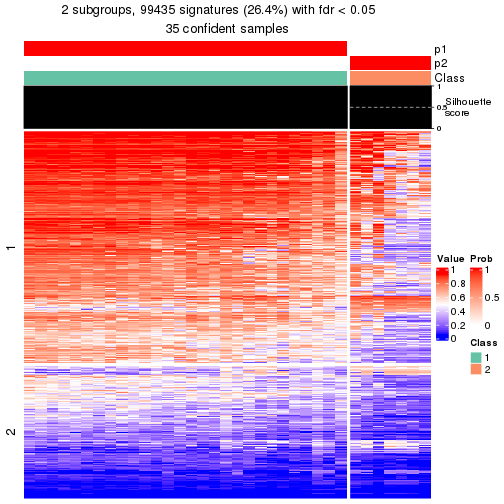 2 subgroups, 99435 signatures (26.4%) with fdr < 0.05
35 confident samples
p1
p2
Class
1
0.5
0
Silhouette
score
1
2
Value
1
0.8
0.6
0.4
0.2
0
Prob
1
0.5
0
Class
1
2